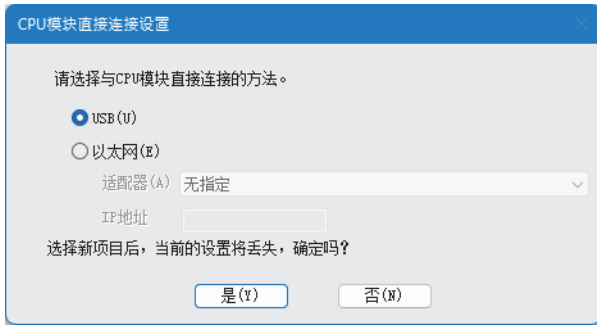 CPU模块直接连接设置
请选择与CPU模块直接连接的方法。
USB(U)
以太网(E)
适配器(A) 无指定
IP地址
选择新项目后，当前的设置将丢失，确定吗?
是(Y) 否(N)